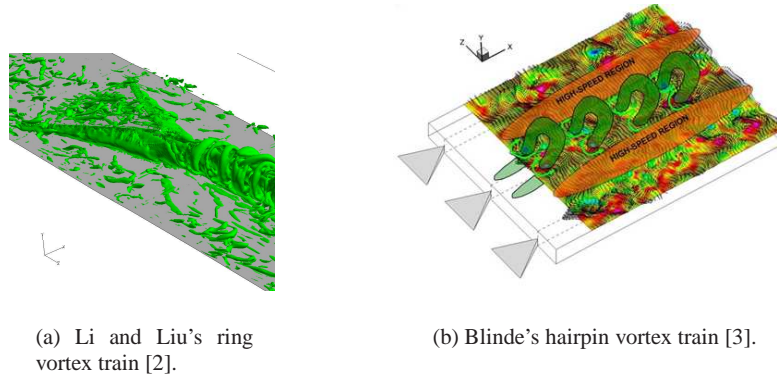 Z
Y
X
HIGH-SPEED REGION
HIGH-SPEED REGION
(a) Li and Liu's ring
vortex train [2].
(b) Blinde's hairpin vortex train [3].